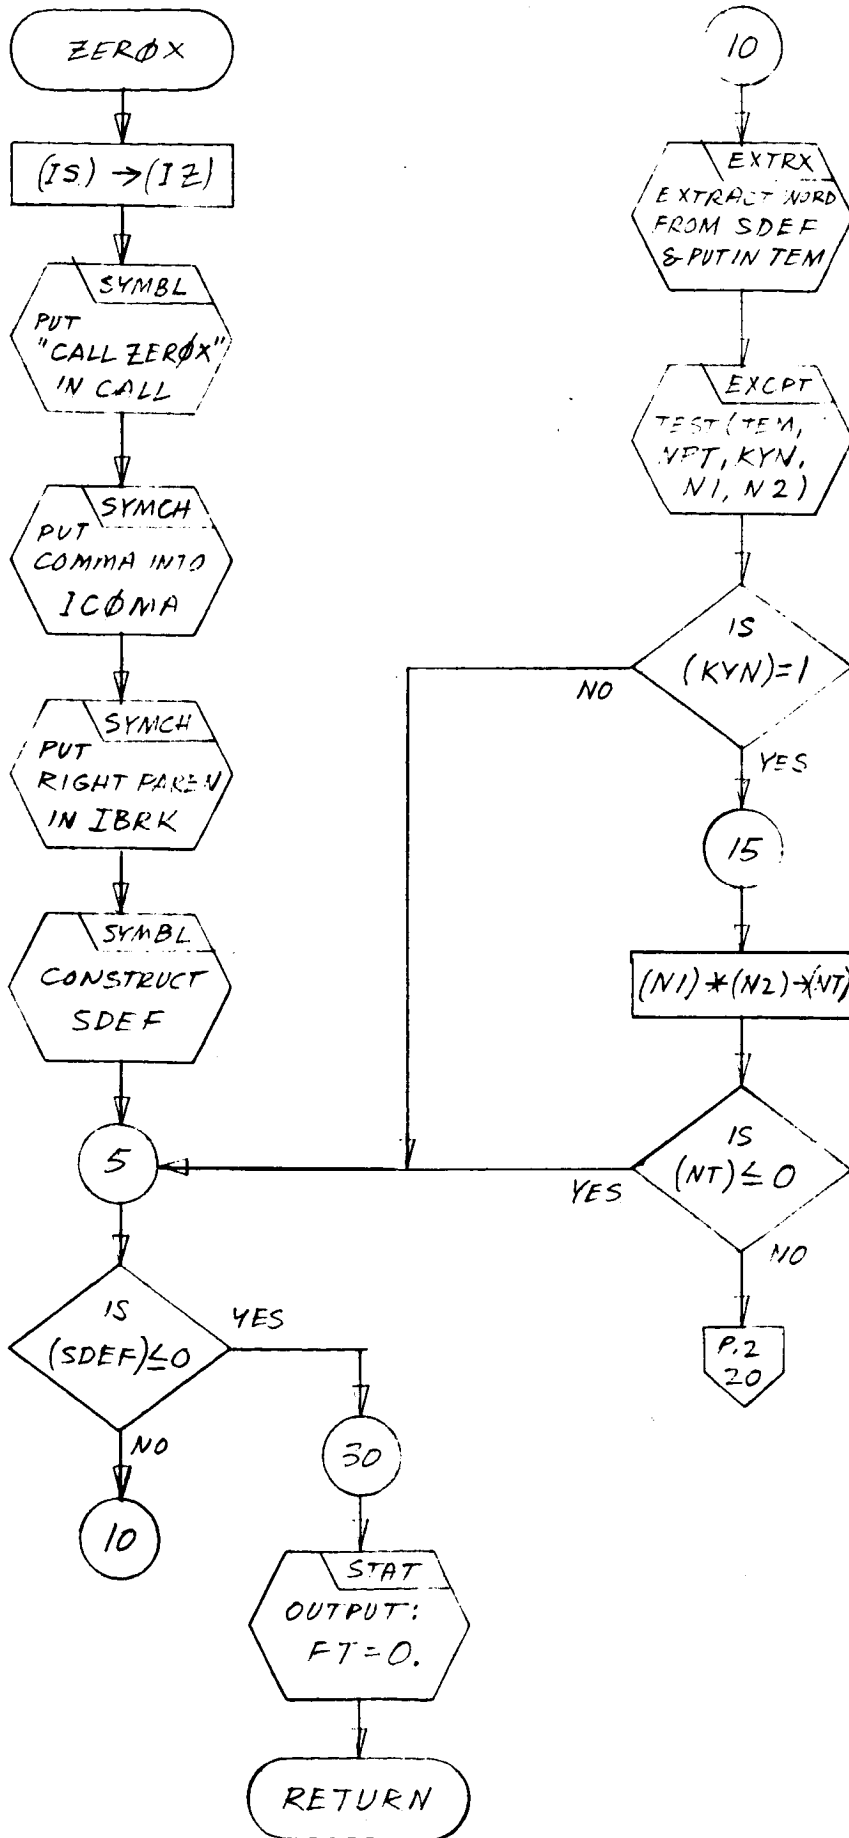 ZERØX
(IS) → (IZ)
SYMBL
PUT
"CALL ZERØX"
IN CALL
SYMCH
PUT
COMMA INTO
ICØMA
SYMCH
PUT
RIGHT PAREN
IN IBRK
SYMBL
CONSTRUCT
SDEF
5
IS
(SDEF)≤0
YES
NO
10
30
STAT
OUTPUT:
FT=0.
RETURN
10
EXTRX
EXTRACT WORD
FROM SDEF
& PUT IN TEM
EXCPT
TEST(TEM,
NPT, KYN,
N1, N2)
IS
(KYN)=1
NO
YES
15
(N1)*(N2)→(NT)
IS
(NT)≤0
YES
NO
P.2
20